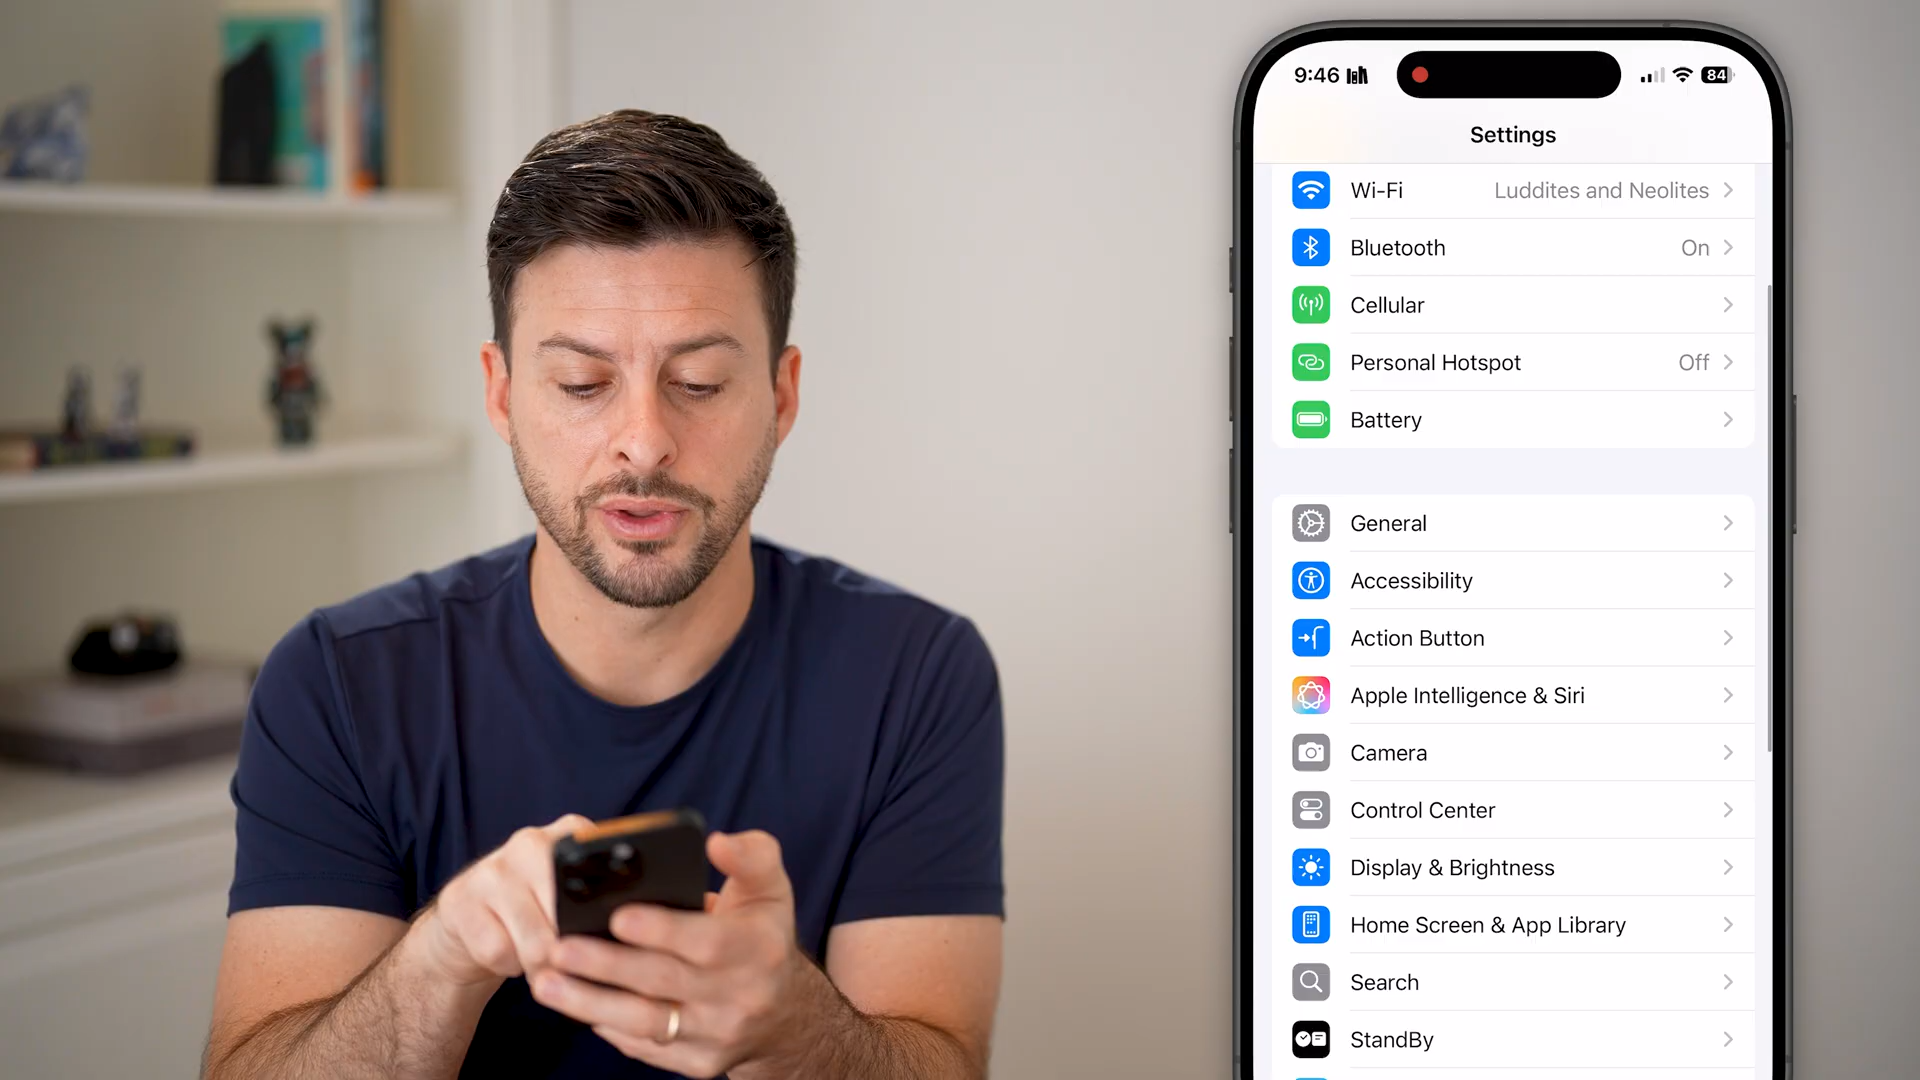 9:46
84
Settings
Wi-Fi Luddites and Neolites
Bluetooth On
Cellular
Personal Hotspot Off
Battery
General
Accessibility
Action Button
Apple Intelligence & Siri
Camera
Control Center
Display & Brightness
Home Screen & App Library
Search
StandBy